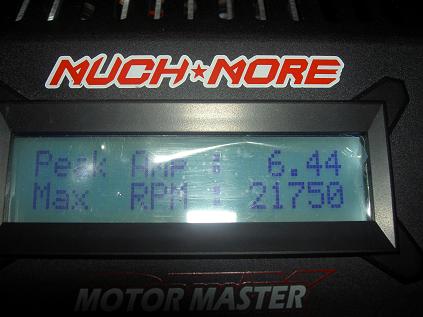 MUCH★MORE
Peak Amp : 6.44
Max RPM : 21750
MOTOR MASTER